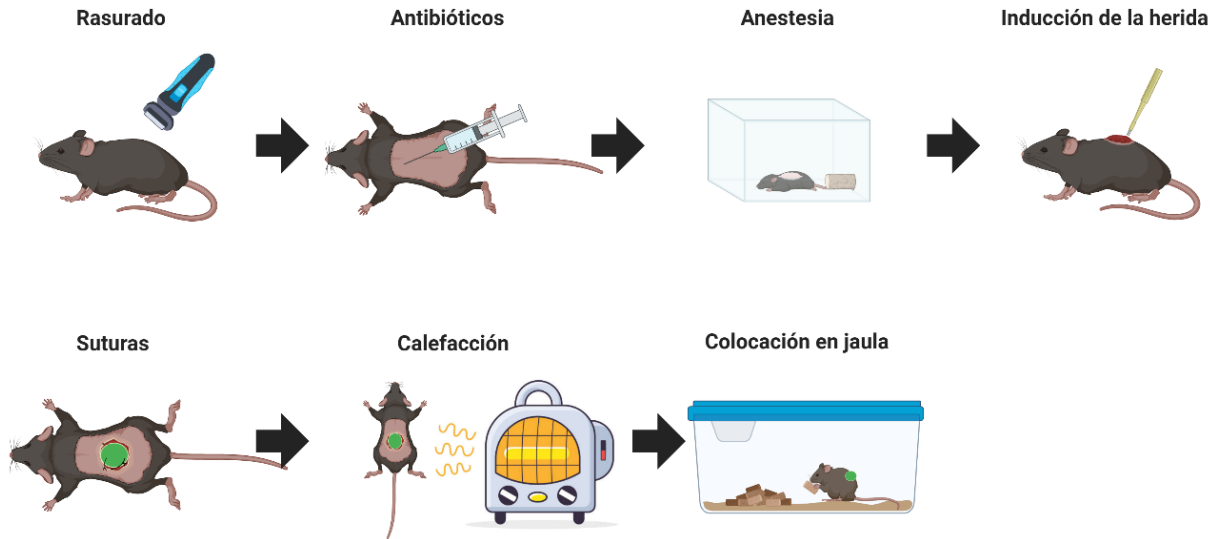 Rasurado
Antibióticos
Anestesia
Inducción de la herida
Suturas
Calefacción
Colocación en jaula